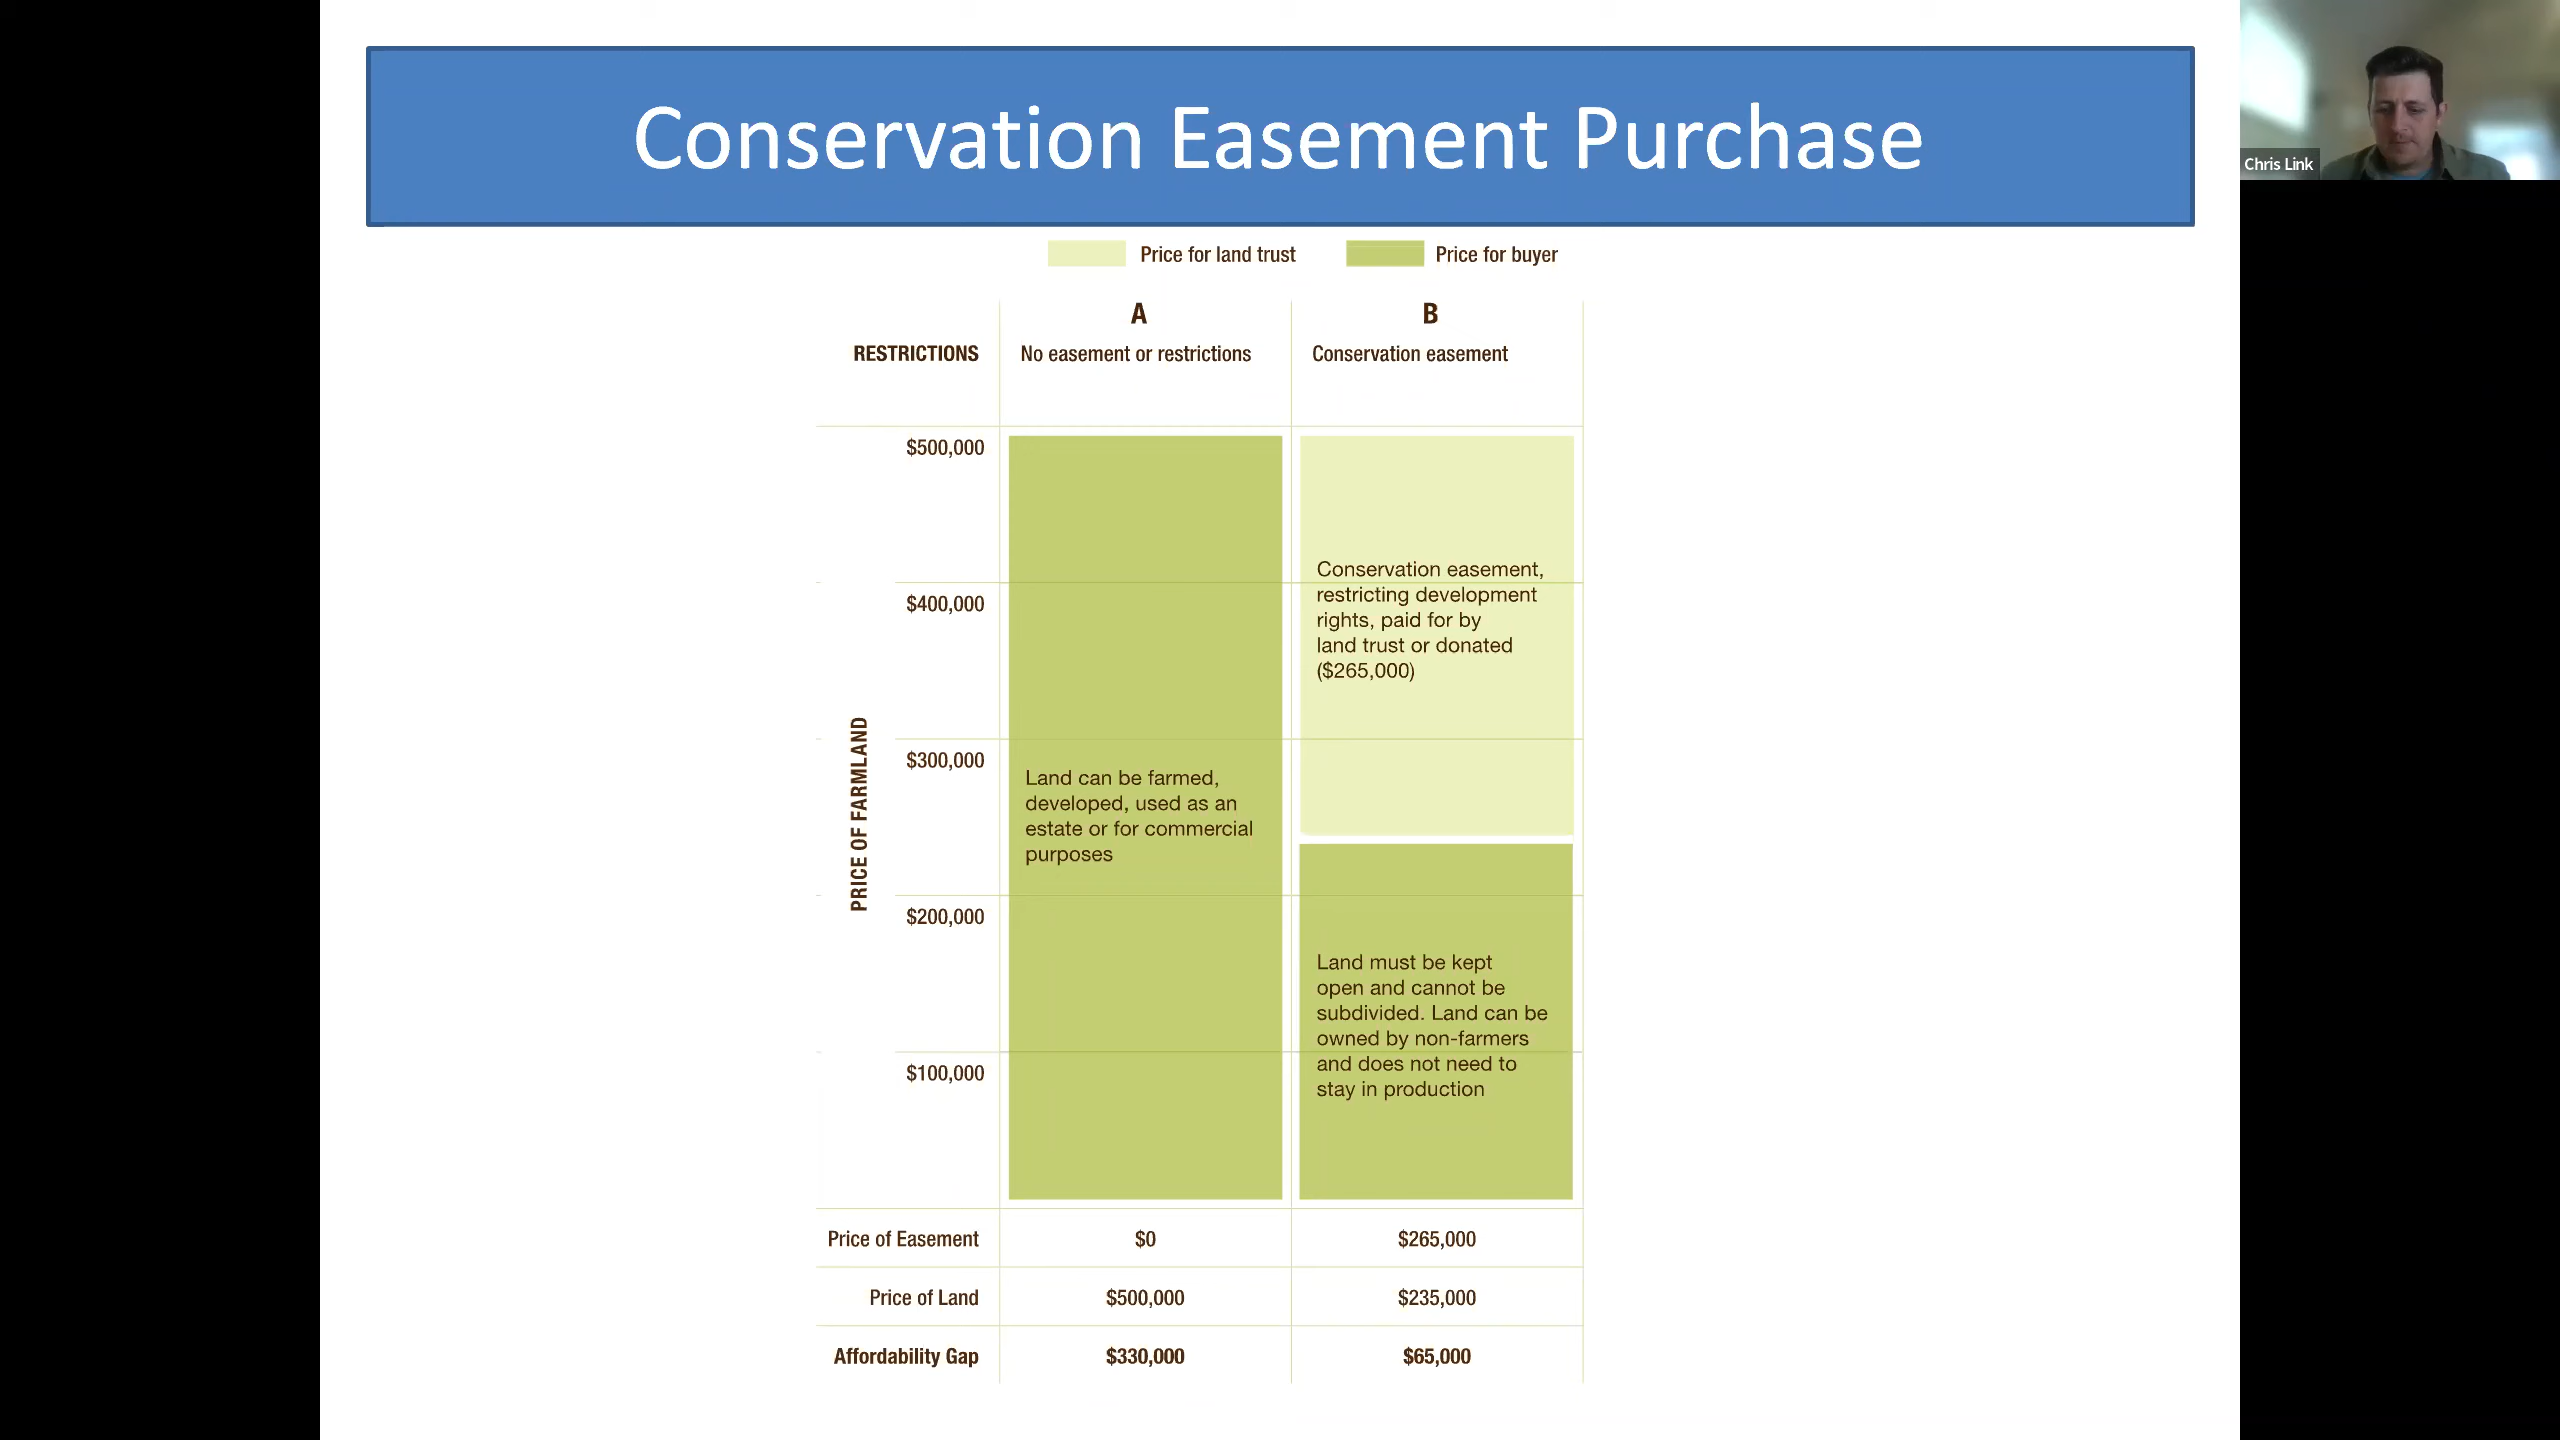 Conservation Easement Purchase
Chris Link
Price for land trust
Price for buyer
A
B
RESTRICTIONS
No easement or restrictions
Conservation easement
PRICE OF FARMLAND
$500,000
$400,000
$300,000
$200,000
$100,000
Land can be farmed,
developed, used as an
estate or for commercial
purposes
Conservation easement,
restricting development
rights, paid for by
land trust or donated
($265,000)
Land must be kept
open and cannot be
subdivided. Land can be
owned by non-farmers
and does not need to
stay in production
Price of Easement
$0
$265,000
Price of Land
$500,000
$235,000
Affordability Gap
$330,000
$65,000